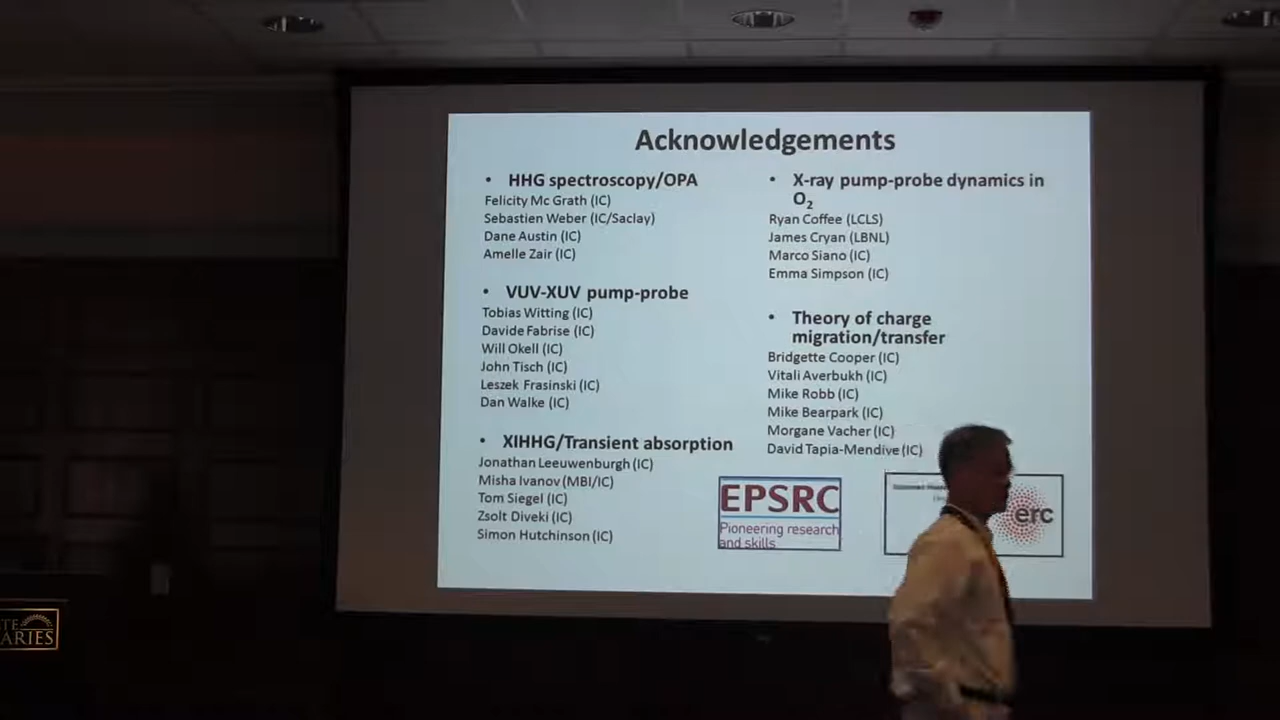 Acknowledgements
• HHG spectroscopy/OPA
Felicity Mc Grath (IC)
Sebastien Weber (IC/Saclay)
Dane Austin (IC)
Amelle Zair (IC)
• VUV-XUV pump-probe
Tobias Witting (IC)
Davide Fabrise (IC)
Will Okell (IC)
John Tisch (IC)
Leszek Frasinski (IC)
Dan Walke (IC)
• XIHHG/Transient absorption
Jonathan Leeuwenburgh (IC)
Misha Ivanov (MBI/IC)
Tom Siegel (IC)
Zsolt Diveki (IC)
Simon Hutchinson (IC)
• X-ray pump-probe dynamics in
O2
Ryan Coffee (LCLS)
James Cryan (LBNL)
Marco Siano (IC)
Emma Simpson (IC)
• Theory of charge
migration/transfer
Bridgette Cooper (IC)
Vitali Averbukh (IC)
Mike Robb (IC)
Mike Bearpark (IC)
Morgane Vacher (IC)
David Tapia-Mendive (IC)
EPSRC
Pioneering research
and skills
erc
TE
ARIES